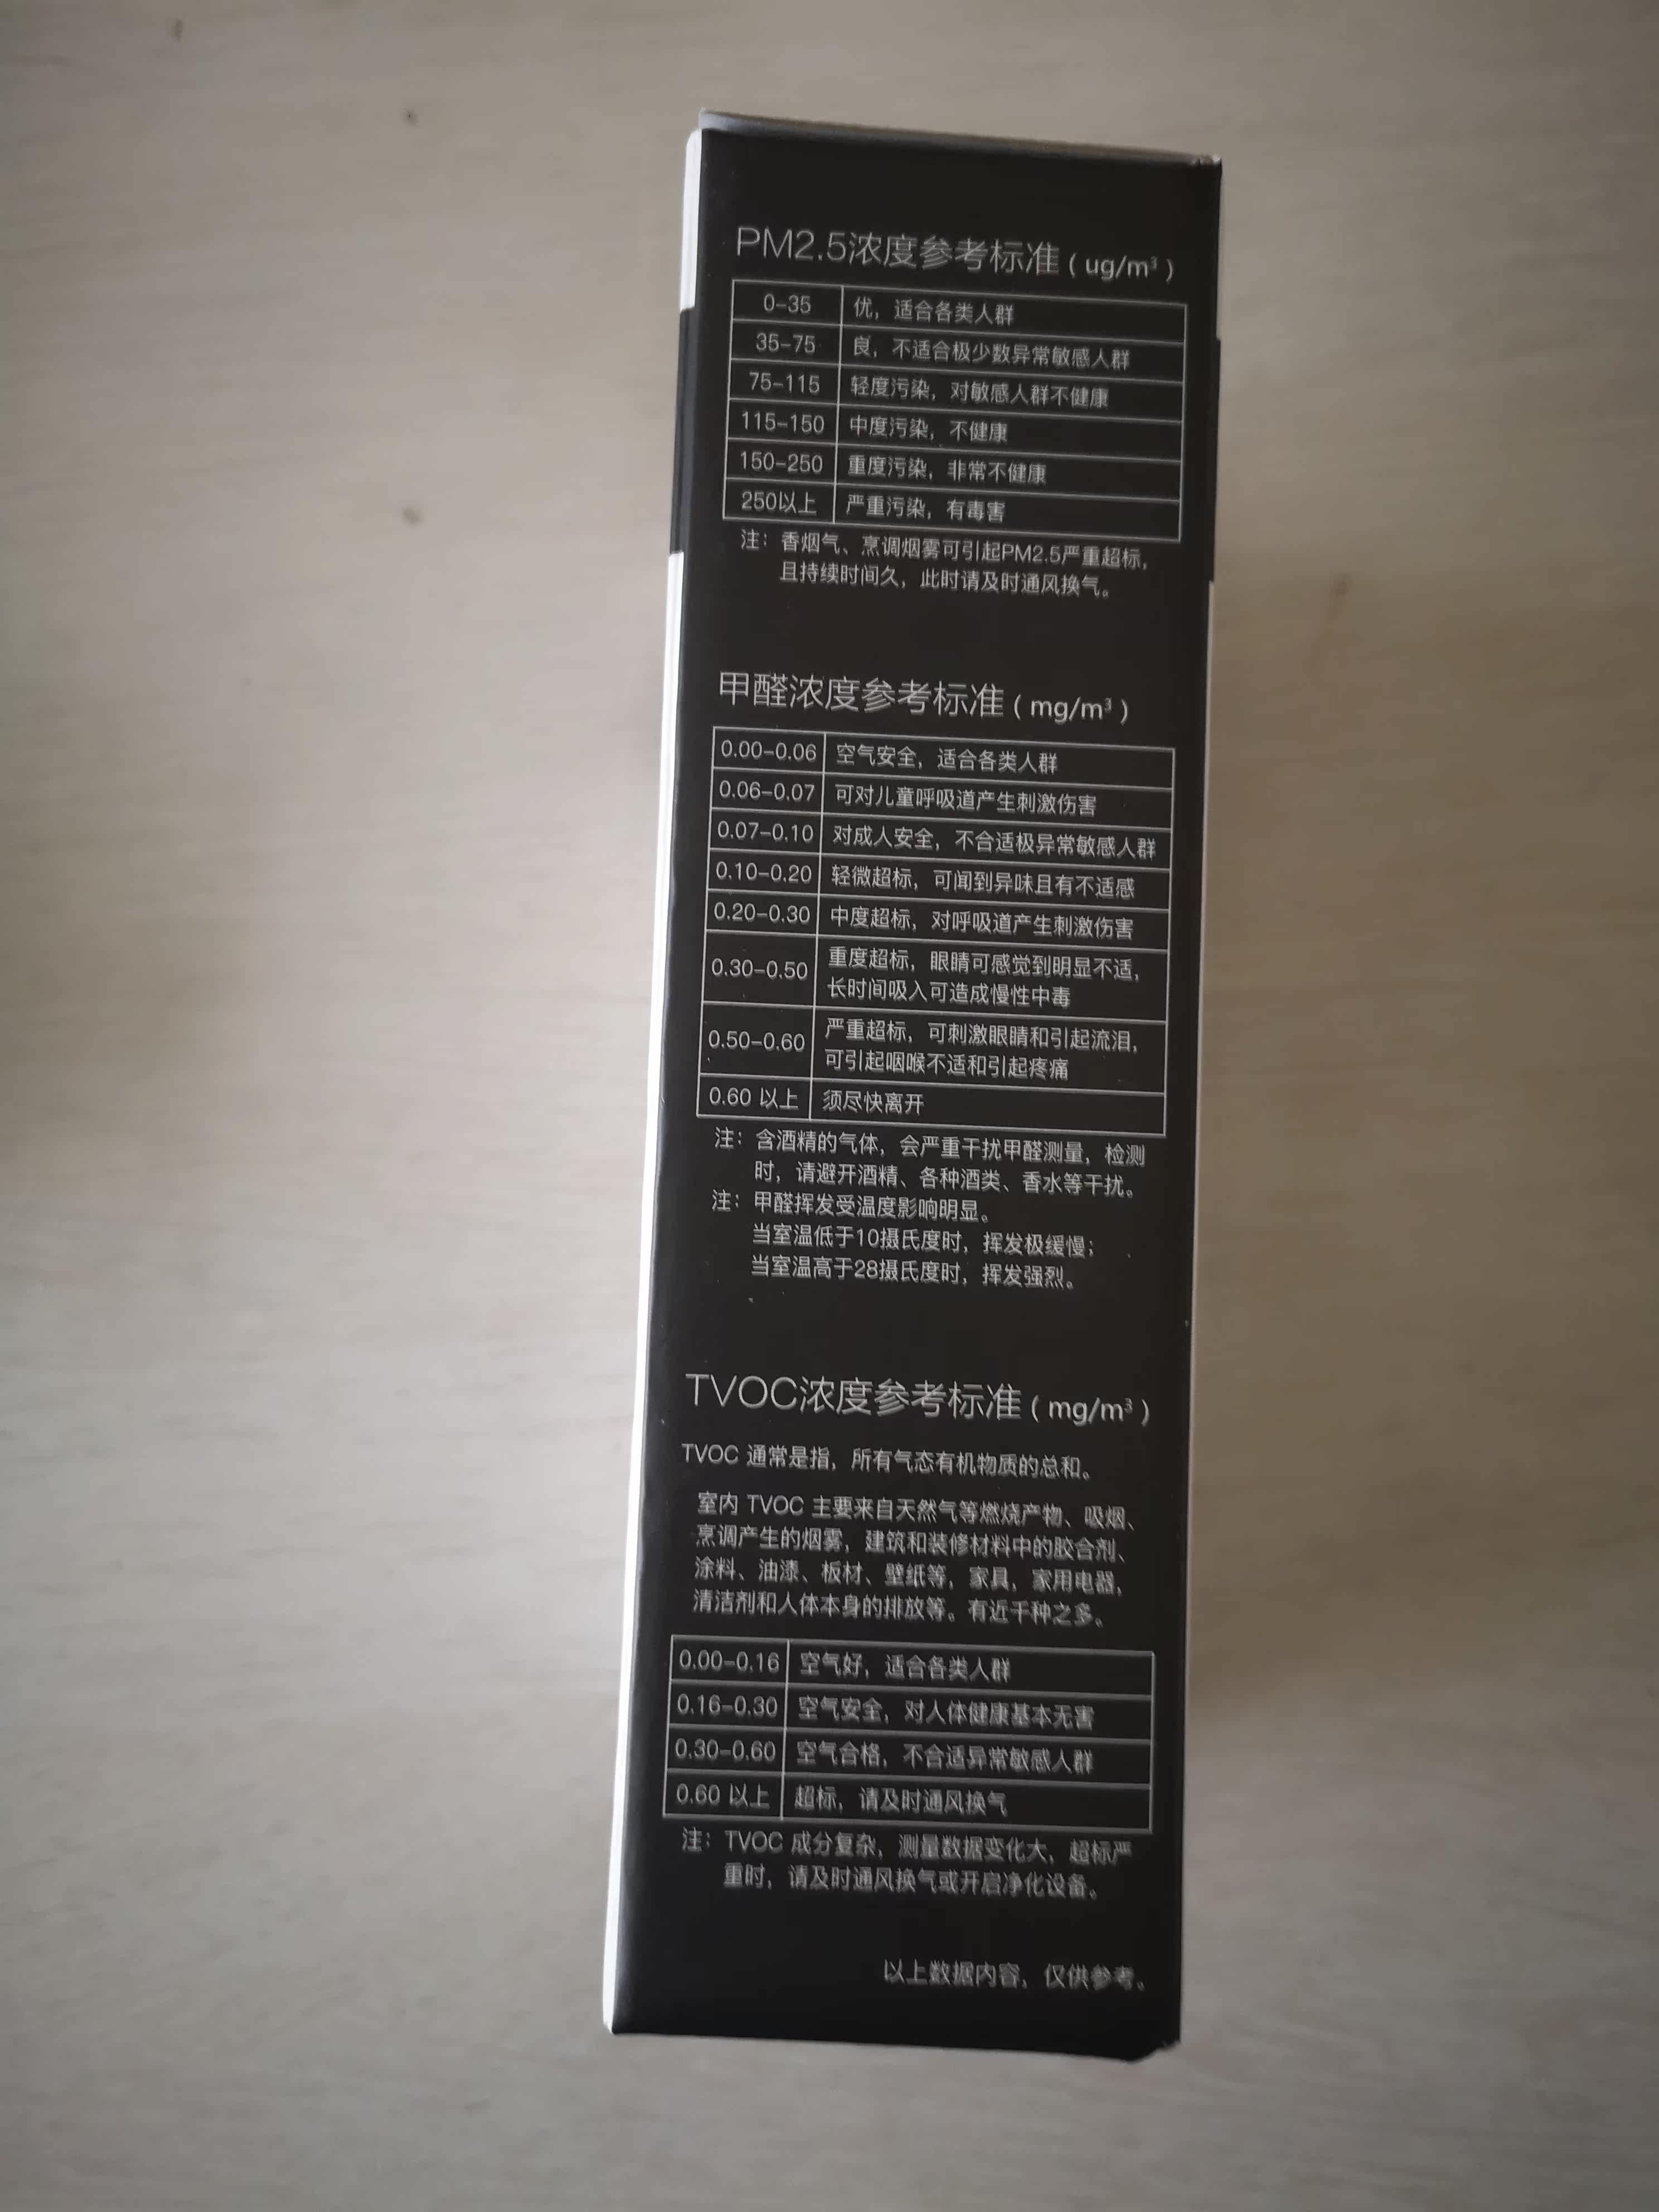 PM2.5浓度参考标准(ug/m³)
0-35 优，适合各类人群
35-75 良，不适合极少数异常敏感人群
75-115 轻度污染，对敏感人群不健康
115-150 中度污染，不健康
150-250 重度污染，非常不健康
250以上 严重污染，有毒害
注：香烟气、烹调烟雾可引起PM2.5严重超标，
且持续时间久，此时请及时通风换气。
甲醛浓度参考标准(mg/m³)
0.00-0.06 空气安全，适合各类人群
0.06-0.07 可对儿童呼吸道产生刺激伤害
0.07-0.10 对成人安全，不合适极异常敏感人群
0.10-0.20 轻微超标，可闻到异味且有不适感
0.20-0.30 中度超标，对呼吸道产生刺激伤害
0.30-0.50 重度超标，眼睛可感觉到明显不适，
长时间吸入可造成慢性中毒
0.50-0.60 严重超标，可刺激眼睛和引起流泪，
可引起咽喉不适和引起疼痛
0.60 以上 须尽快离开
注：含酒精的气体，会严重干扰甲醛测量，检测
时，请避开酒精、各种酒类、香水等干扰。
注：甲醛挥发受温度影响明显。
当室温低于10摄氏度时，挥发极缓慢；
当室温高于28摄氏度时，挥发强烈。
TVOC浓度参考标准(mg/m³)
TVOC 通常是指，所有气态有机物质的总和。
室内 TVOC 主要来自天然气等燃烧产物、吸烟、
烹调产生的烟雾，建筑和装修材料中的胶合剂、
涂料、油漆、板材、壁纸等，家具，家用电器，
清洁剂和人体本身的排放等。有近千种之多。
0.00-0.16 空气好，适合各类人群
0.16-0.30 空气安全，对人体健康基本无害
0.30-0.60 空气合格，不合适异常敏感人群
0.60 以上 超标，请及时通风换气
注：TVOC 成分复杂，测量数据变化大，超标严
重时，请及时通风换气或开启净化设备。
以上数据内容，仅供参考。